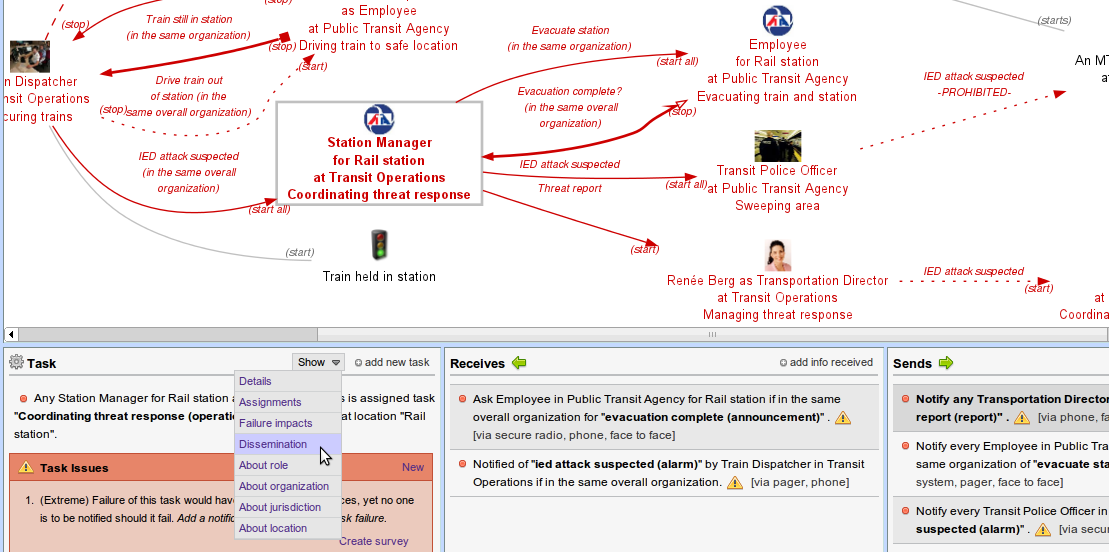 (stop)
Train still in station
(in the same organization)
as Employee
at Public Transit Agency
(stop) Driving train to safe location
(start)
n Dispatcher
nsit Operations
curing trains
Drive train out
of station (in the
(stop) same overall organization)
Evacuate station
(in the same organization)
(start all)
Employee
for Rail station
at Public Transit Agency
Evacuating train and station
(starts)
An MT
a
IED attack suspected
-PROHIBITED-
Evacuation complete?
(in the same overall
organization)
(stop)
Station Manager
for Rail station
at Transit Operations
Coordinating threat response
IED attack suspected
(in the same overall
organization)
(start all)
IED attack suspected
Threat report
(start all)
Transit Police Officer
at Public Transit Agency
Sweeping area
(start)
(start)
Train held in station
Renée Berg as Transportation Director
at Transit Operations
Managing threat response
IED attack suspected
(start)
at
Coordina
Task
Show
add new task
Details
Assignments
Failure impacts
Dissemination
About role
About organization
About jurisdiction
About location
Any Station Manager for Rail station a s is assigned task
"Coordinating threat response (operatio at location "Rail
station".
Task Issues
New
1. (Extreme) Failure of this task would hav ces, yet no one
is to be notified should it fail. Add a notific sk failure.
Create survey
Receives
add info received
Ask Employee in Public Transit Agency for Rail station if in the same
overall organization for "evacuation complete (announcement)" .
[via secure radio, phone, face to face]
Notified of "ied attack suspected (alarm)" by Train Dispatcher in Transit
Operations if in the same overall organization. [via pager, phone]
Sends
Notify any Transportation Directo
report (report)" . [via phone, fa
Notify every Employee in Public Tra
same organization of "evacuate sta
system, pager, face to face]
Notify every Transit Police Officer in
suspected (alarm)" . [via secu